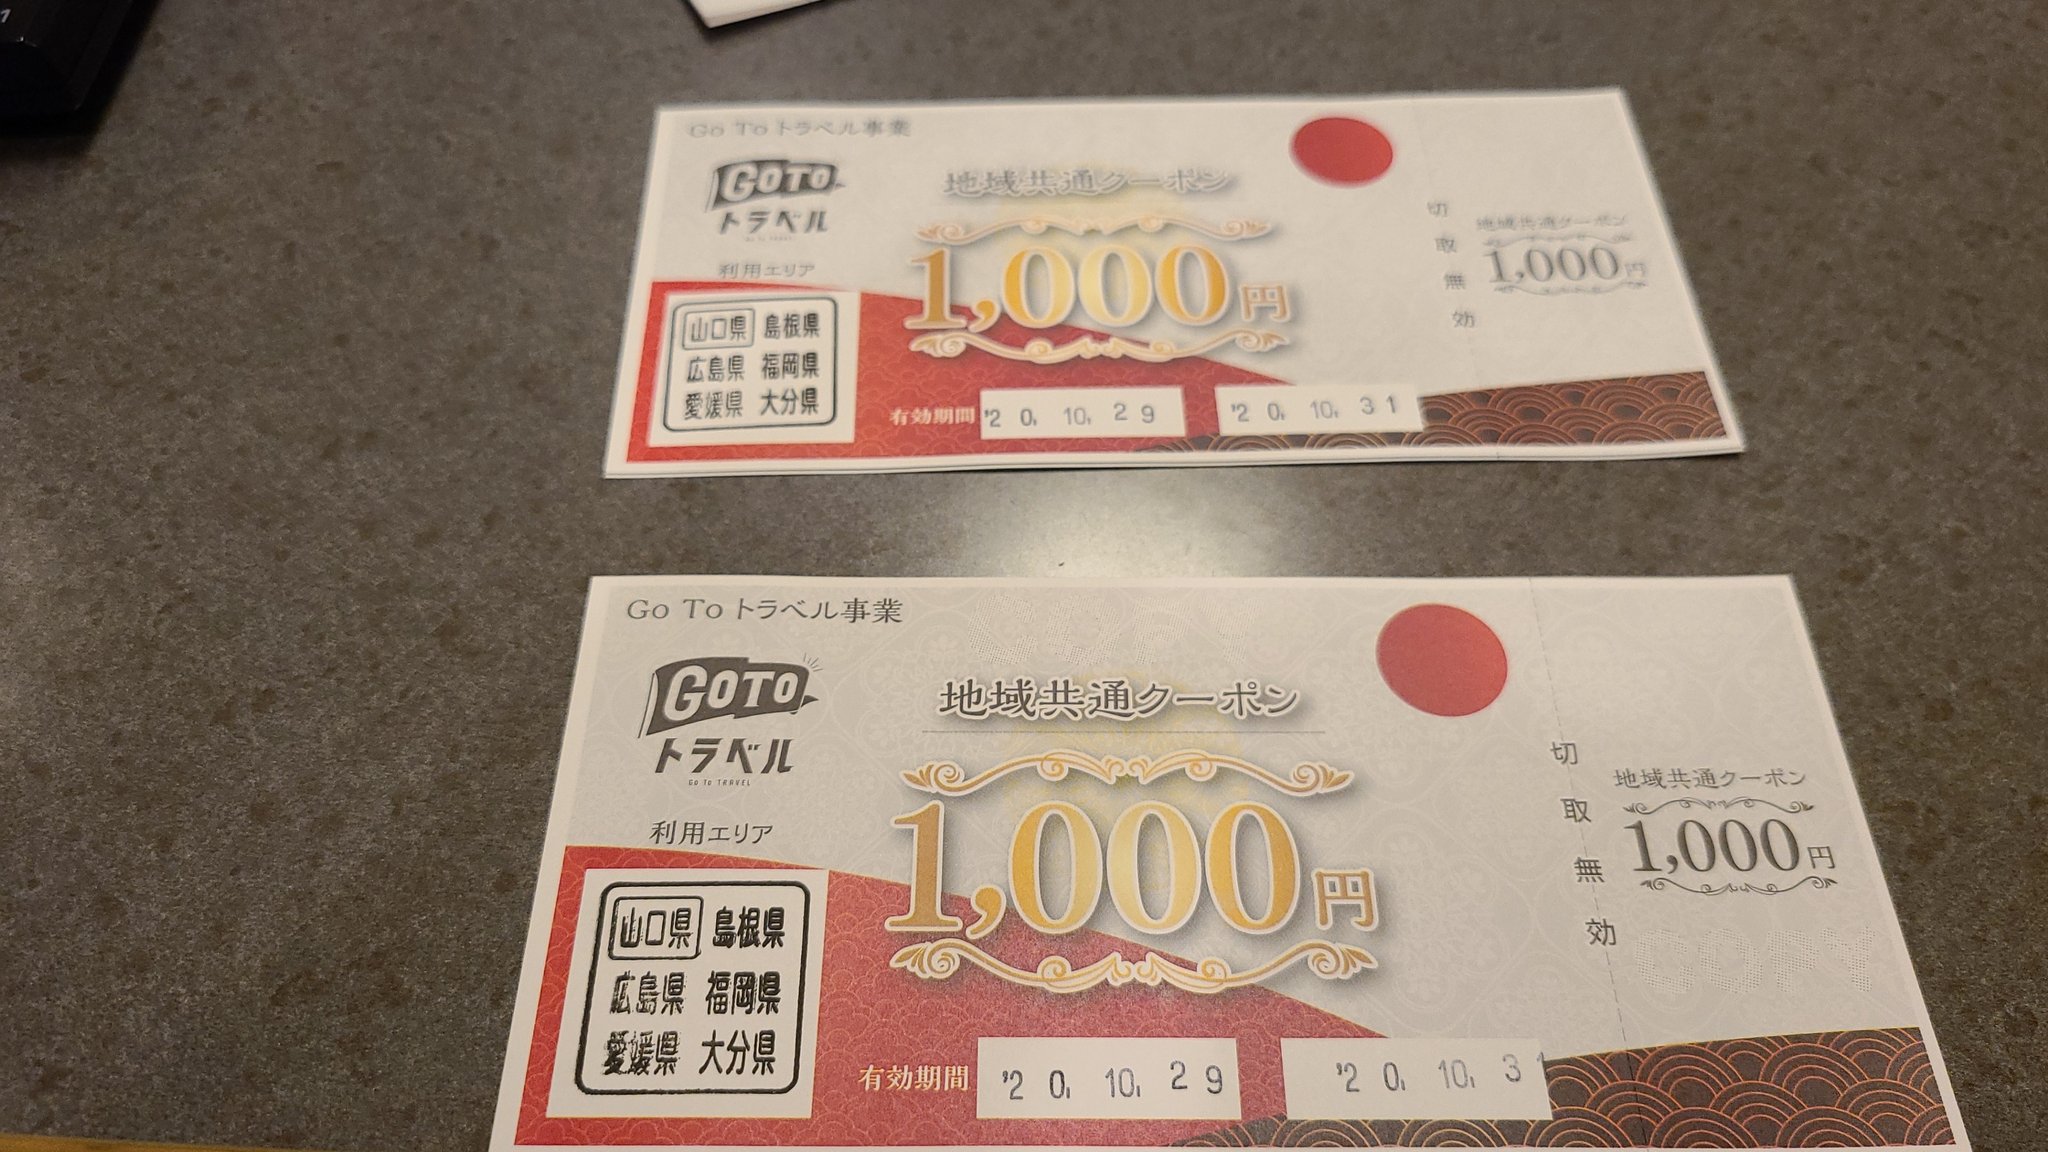 Go To トラベル事業
GOTO
トラベル
地域共通クーポン
1,000円
利用エリア
山口県 島根県
広島県 福岡県
愛媛県 大分県
有効期間 '20. 10. 29 '20. 10. 31
切取無効
地域共通クーポン
1,000円
Go To トラベル事業
GOTO
トラベル
Go To TRAVEL
地域共通クーポン
1,000円
利用エリア
山口県 島根県
広島県 福岡県
愛媛県 大分県
有効期間 '20. 10. 29 '20. 10. 31
切取無効
地域共通クーポン
1,000円